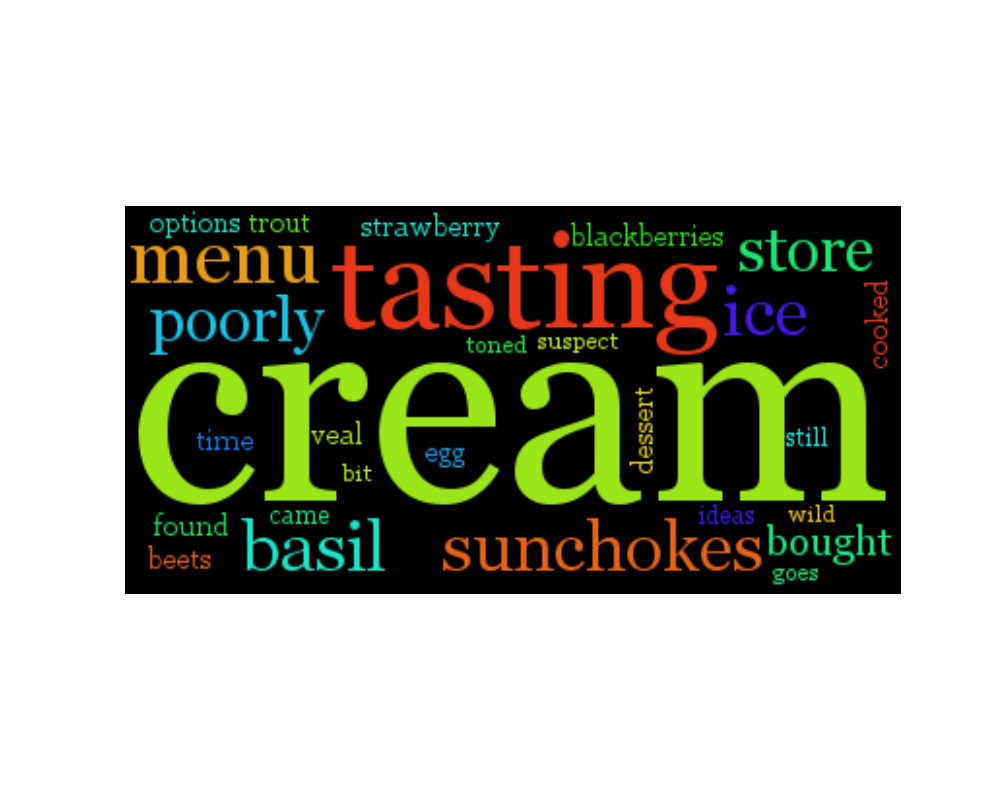 options trout strawberry blackberries
menu tasting store
poorly ice cooked
toned suspect
cream
time veal egg dessert still
bit
found came ideas wild
beets basil sunchokes bought
goes